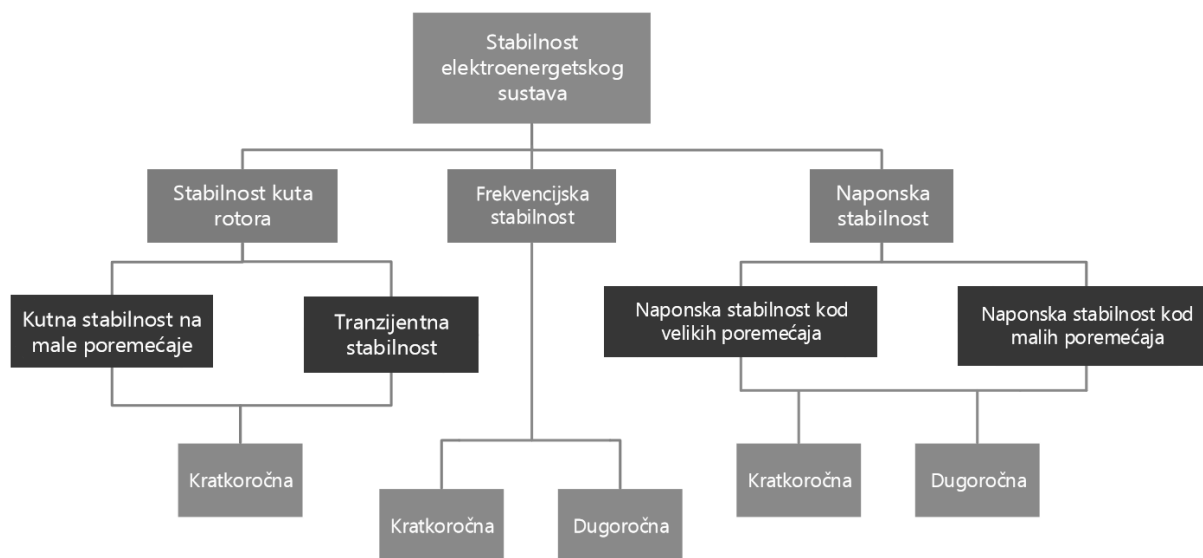 Stabilnost
elektroenergetskog
sustava
Stabilnost kuta
rotora
Frekvencijska
stabilnost
Naponska
stabilnost
Kutna stabilnost na
male poremećaje
Tranzijentna
stabilnost
Naponska stabilnost kod
velikih poremećaja
Naponska stabilnost kod
malih poremećaja
Kratkoročna
Kratkoročna
Dugoročna
Kratkoročna
Dugoročna